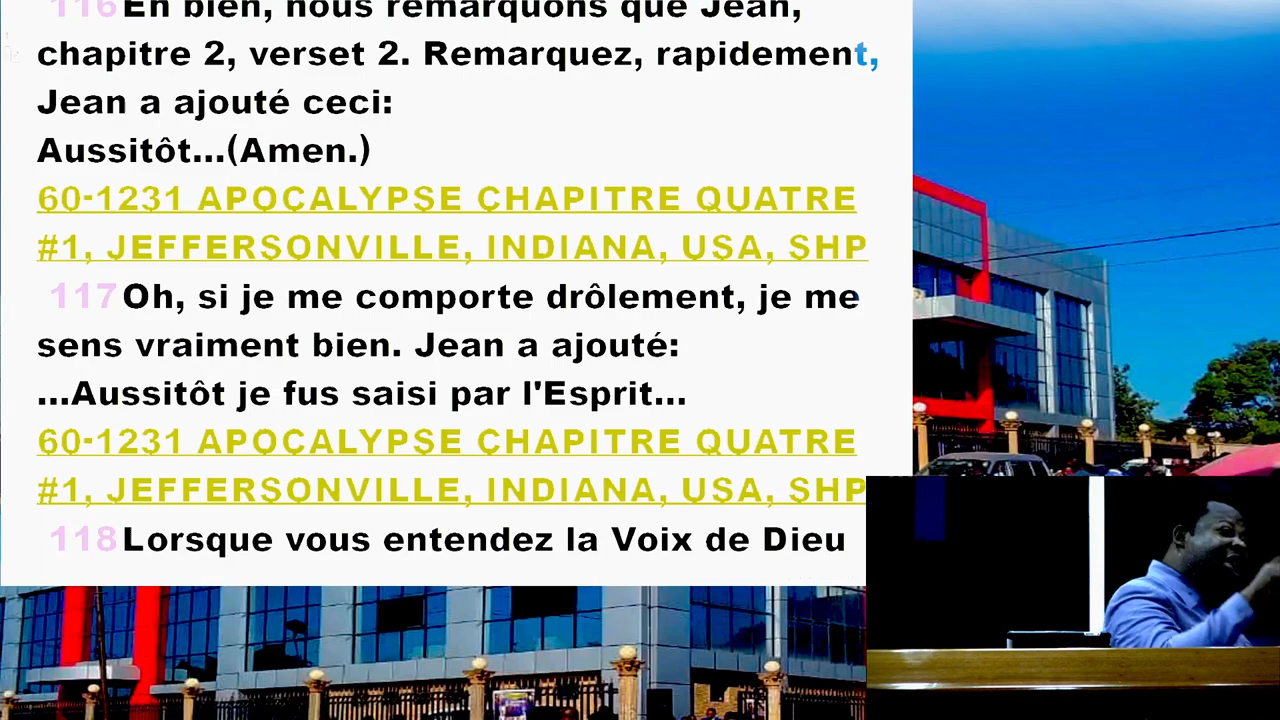 116 Eh bien, nous remarquons que Jean,
chapitre 2, verset 2. Remarquez, rapidement,
Jean a ajouté ceci:
Aussitôt...(Amen.)
60-1231 APOCALYPSE CHAPITRE QUATRE
#1, JEFFERSONVILLE, INDIANA, USA, SHP
117 Oh, si je me comporte drôlement, je me
sens vraiment bien. Jean a ajouté:
...Aussitôt je fus saisi par l'Esprit...
60-1231 APOCALYPSE CHAPITRE QUATRE
#1, JEFFERSONVILLE, INDIANA, USA, SHP
118 Lorsque vous entendez la Voix de Dieu